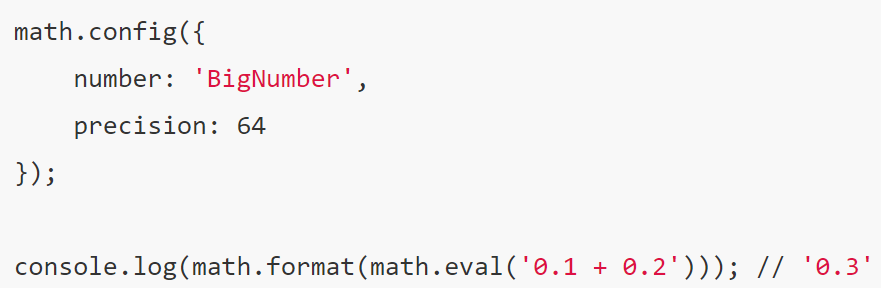 math.config({
    number: 'BigNumber',
    precision: 64
});
console.log(math.format(math.eval('0.1 + 0.2'))); // '0.3'